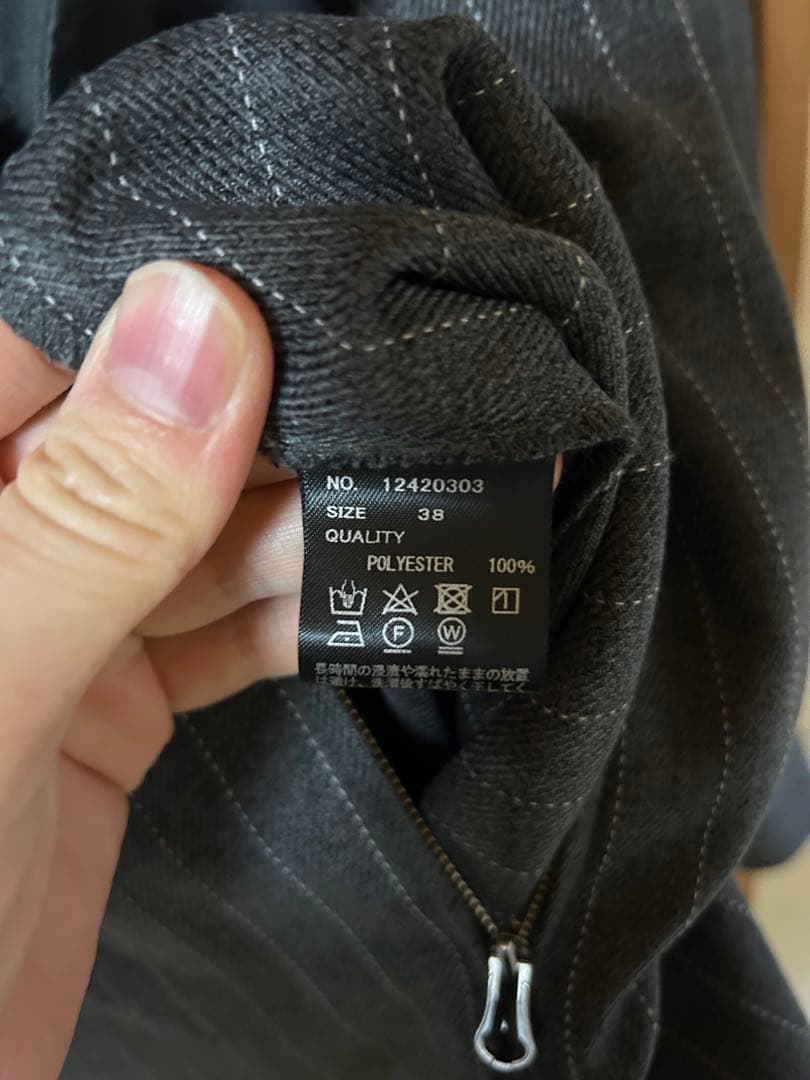 NO. 12420303
SIZE 38
QUALITY
POLYESTER 100%
F W
長時間の浸漬や濡れたままの放置
は避け、洗濯後すばやく干してく